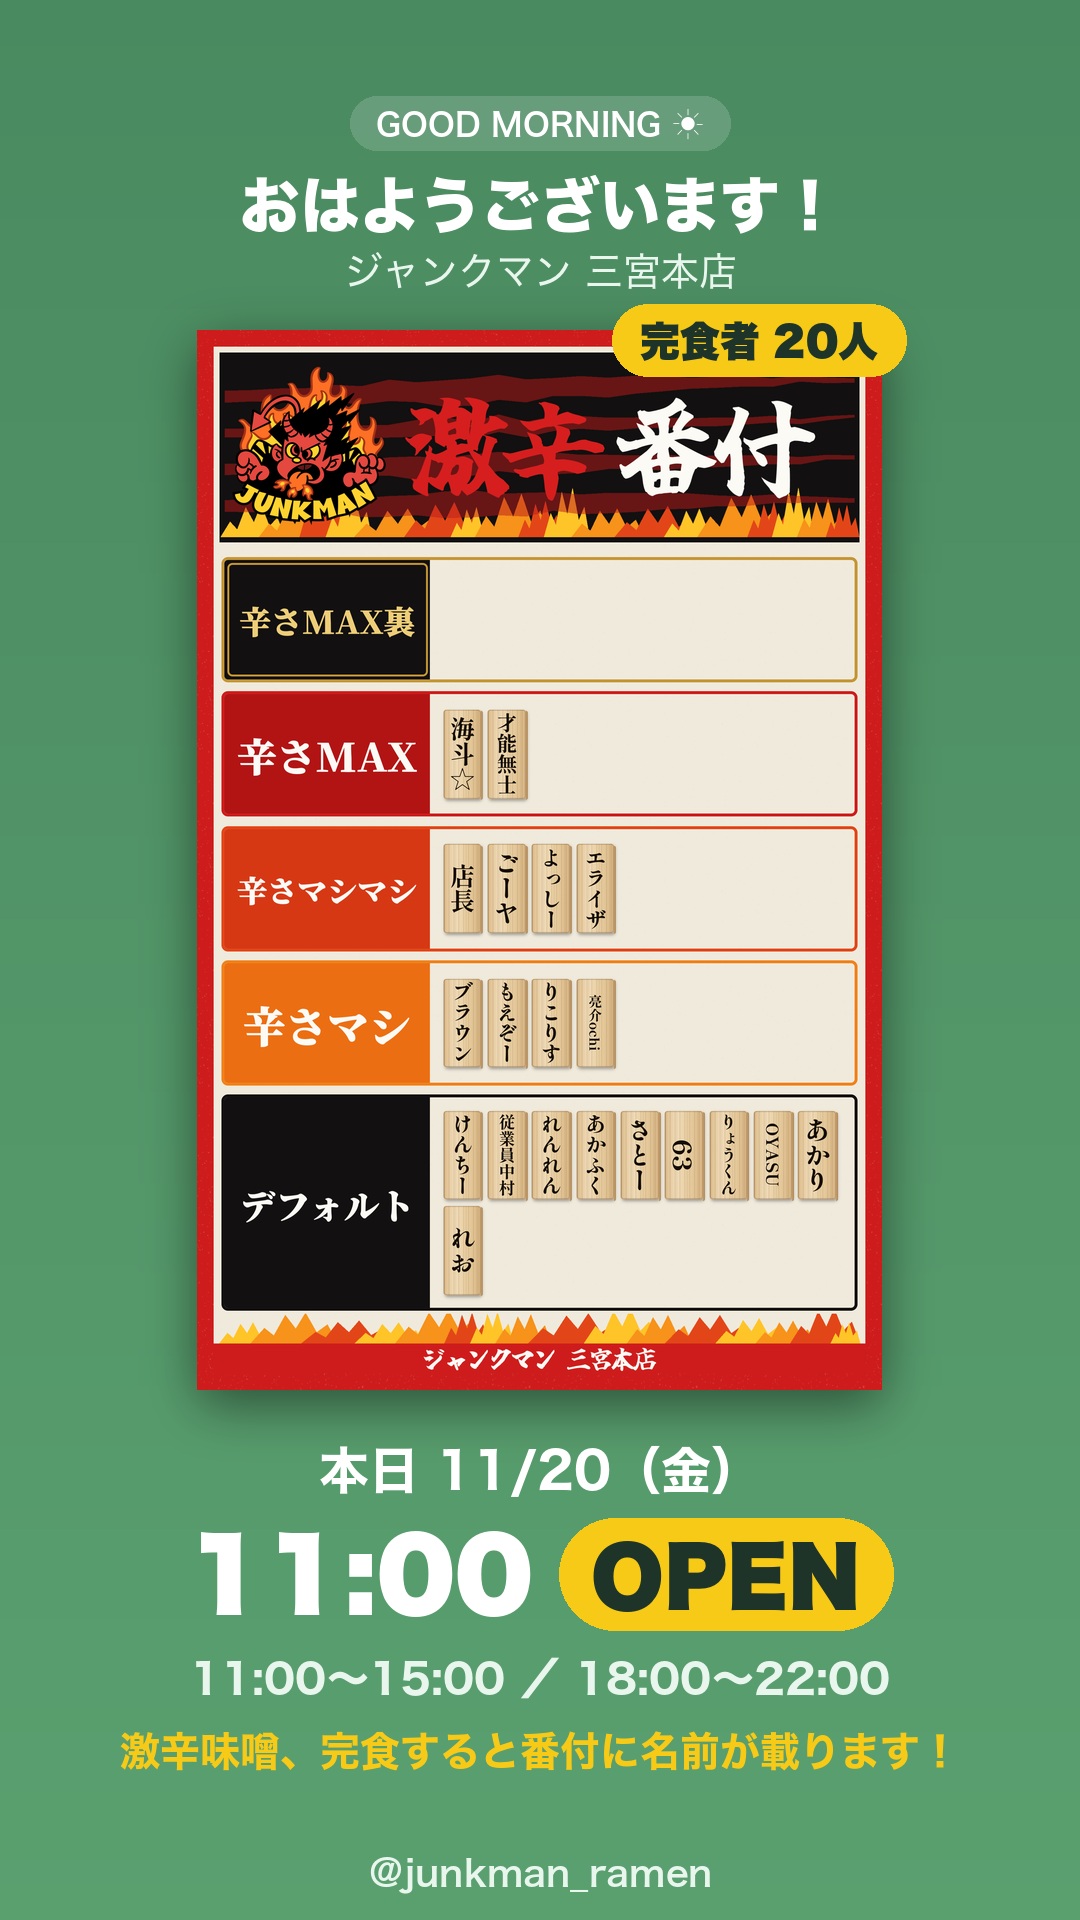 GOOD MORNING ☀
おはようございます！
ジャンクマン 三宮本店
完食者 20人
JUNKMAN
激辛番付
辛さMAX裏
辛さMAX
海斗☆
才能無士
辛さマシマシ
店長
ごーヤ
よっしー
エライザ
辛さマシ
ブラウン
もえぞー
りこりす
亮介ochi
デフォルト
けんちー
従業員中村
れんれん
あかふく
さとー
63
りょうくん
OYASU
あかり
れお
ジャンクマン 三宮本店
本日 11/20（金）
11:00 OPEN
11:00〜15:00 ／ 18:00〜22:00
激辛味噌、完食すると番付に名前が載ります！
@junkman_ramen